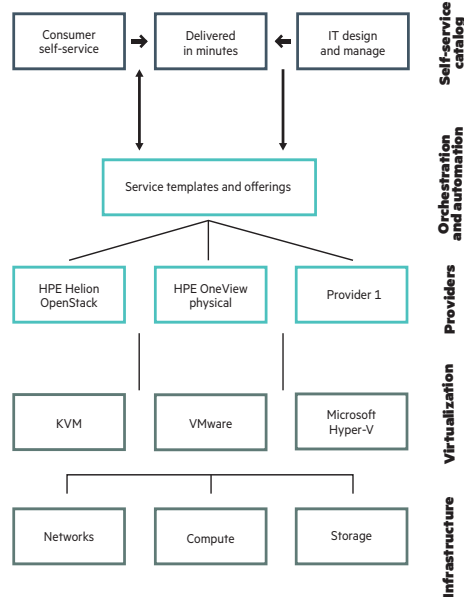 Consumer
self-service
Delivered
in minutes
IT design
and manage
Self-service
catalog
Service templates and offerings
Orchestration
and automation
HPE Helion
OpenStack
HPE OneView
physical
Provider 1
Providers
KVM
VMware
Microsoft
Hyper-V
Virtualization
Networks
Compute
Storage
Infrastructure